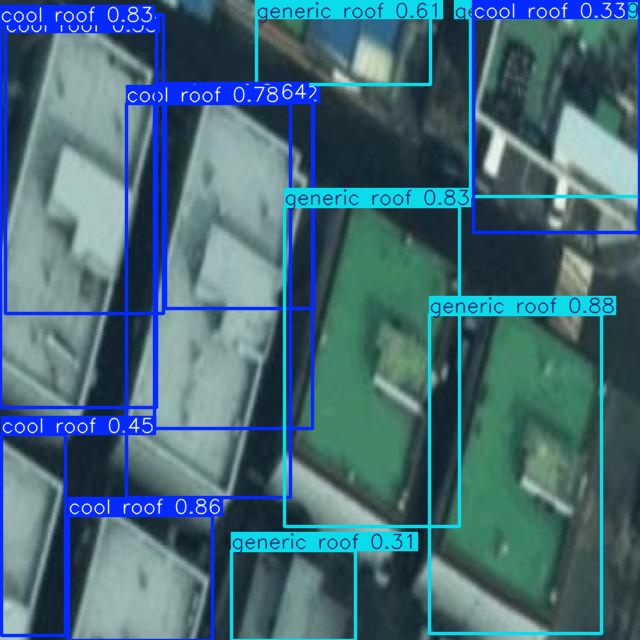 cool roof 0.83
generic roof 0.61
cool roof 0.33
cool roof 0.78
generic roof 0.83
generic roof 0.88
cool roof 0.45
cool roof 0.86
generic roof 0.31